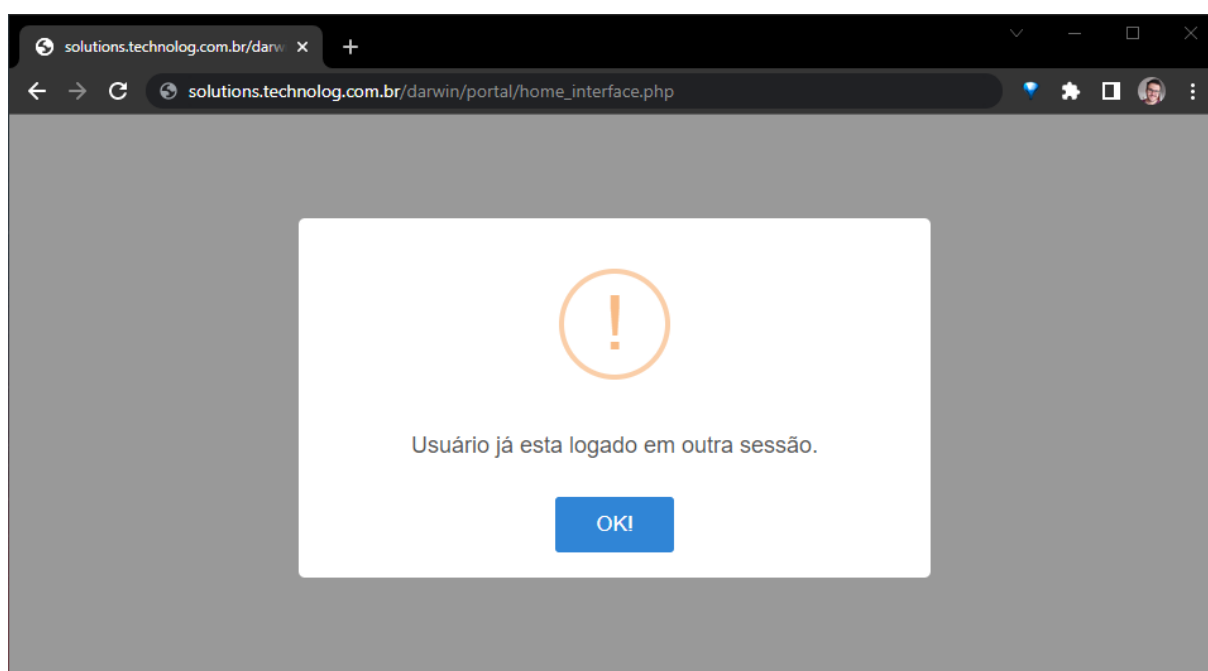 solutions.technolog.com.br/darw
solutions.technolog.com.br/darwin/portal/home_interface.php
!
Usuário já esta logado em outra sessão.
OK!